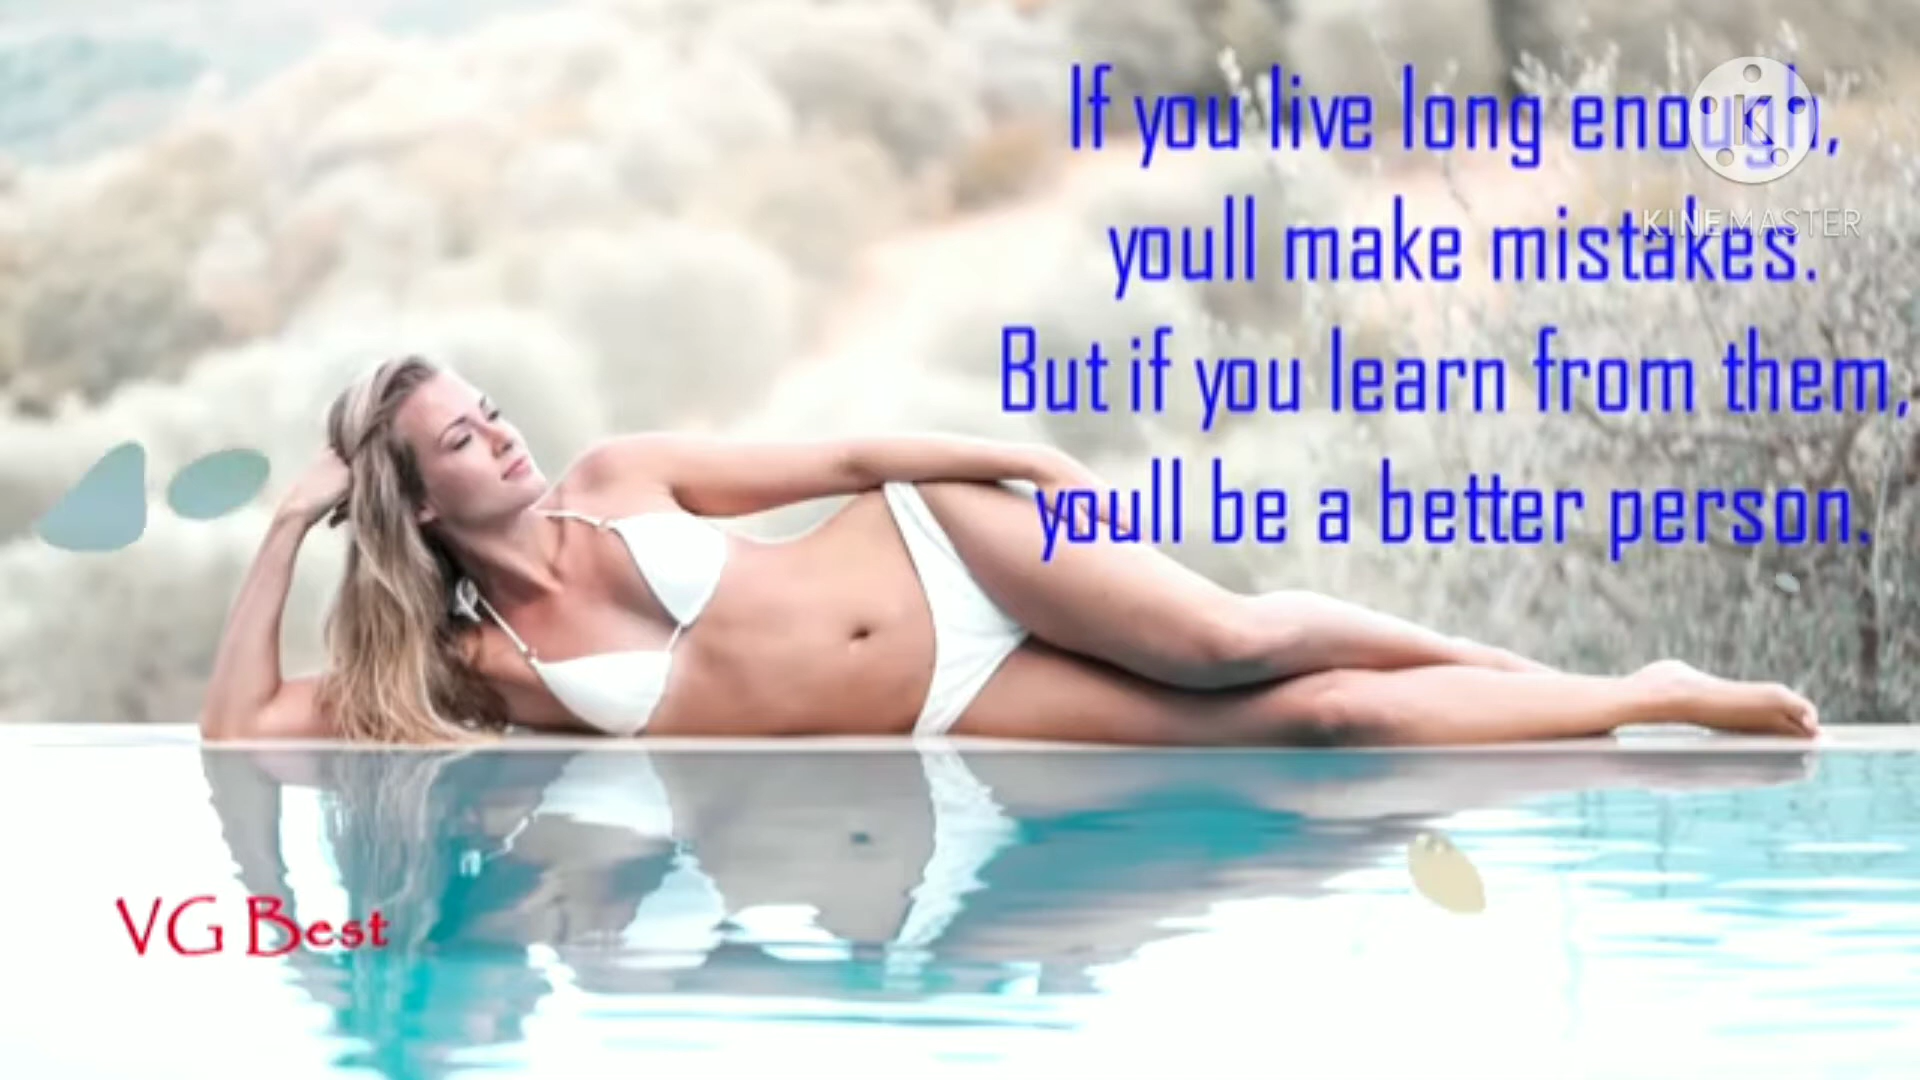 If you live long enough,
youll make mistakes.
But if you learn from them,
youll be a better person.
KINEMASTER
VG Best